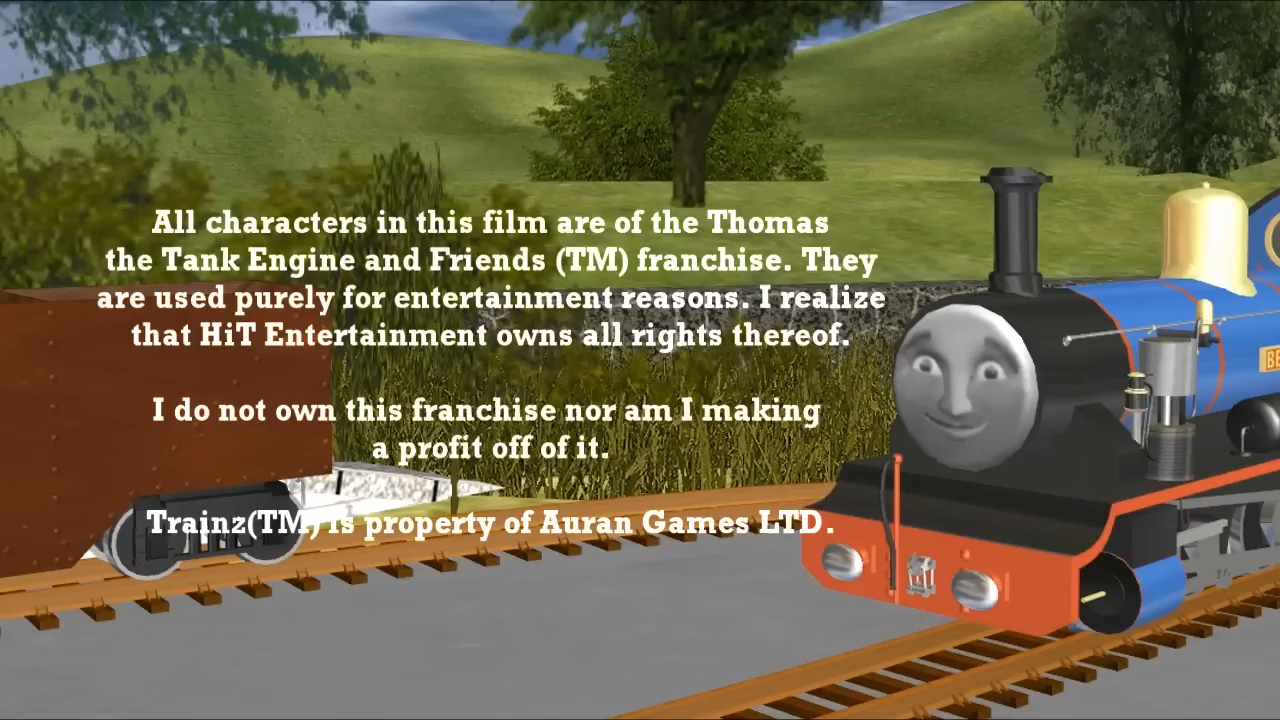 All characters in this film are of the Thomas
the Tank Engine and Friends (TM) franchise. They
are used purely for entertainment reasons. I realize
that HiT Entertainment owns all rights thereof.
I do not own this franchise nor am I making
a profit off of it.
Trainz(TM) is property of Auran Games LTD.